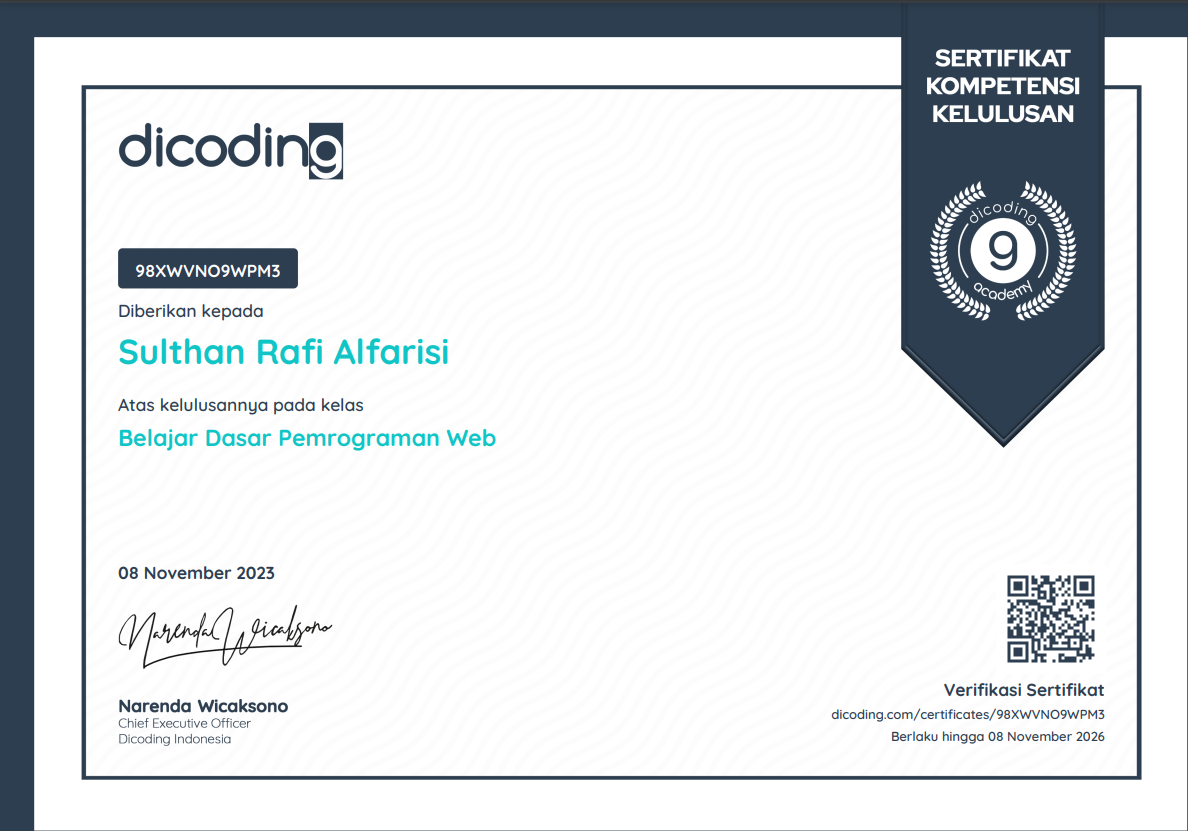 SERTIFIKAT
KOMPETENSI
KELULUSAN
dicoding
dicoding
g
academy
98XWVNO9WPM3
Diberikan kepada
Sulthan Rafi Alfarisi
Atas kelulusannya pada kelas
Belajar Dasar Pemrograman Web
08 November 2023
Narenda Wicaksono
Narenda Wicaksono
Chief Executive Officer
Dicoding Indonesia
Verifikasi Sertifikat
dicoding.com/certificates/98XWVNO9WPM3
Berlaku hingga 08 November 2026